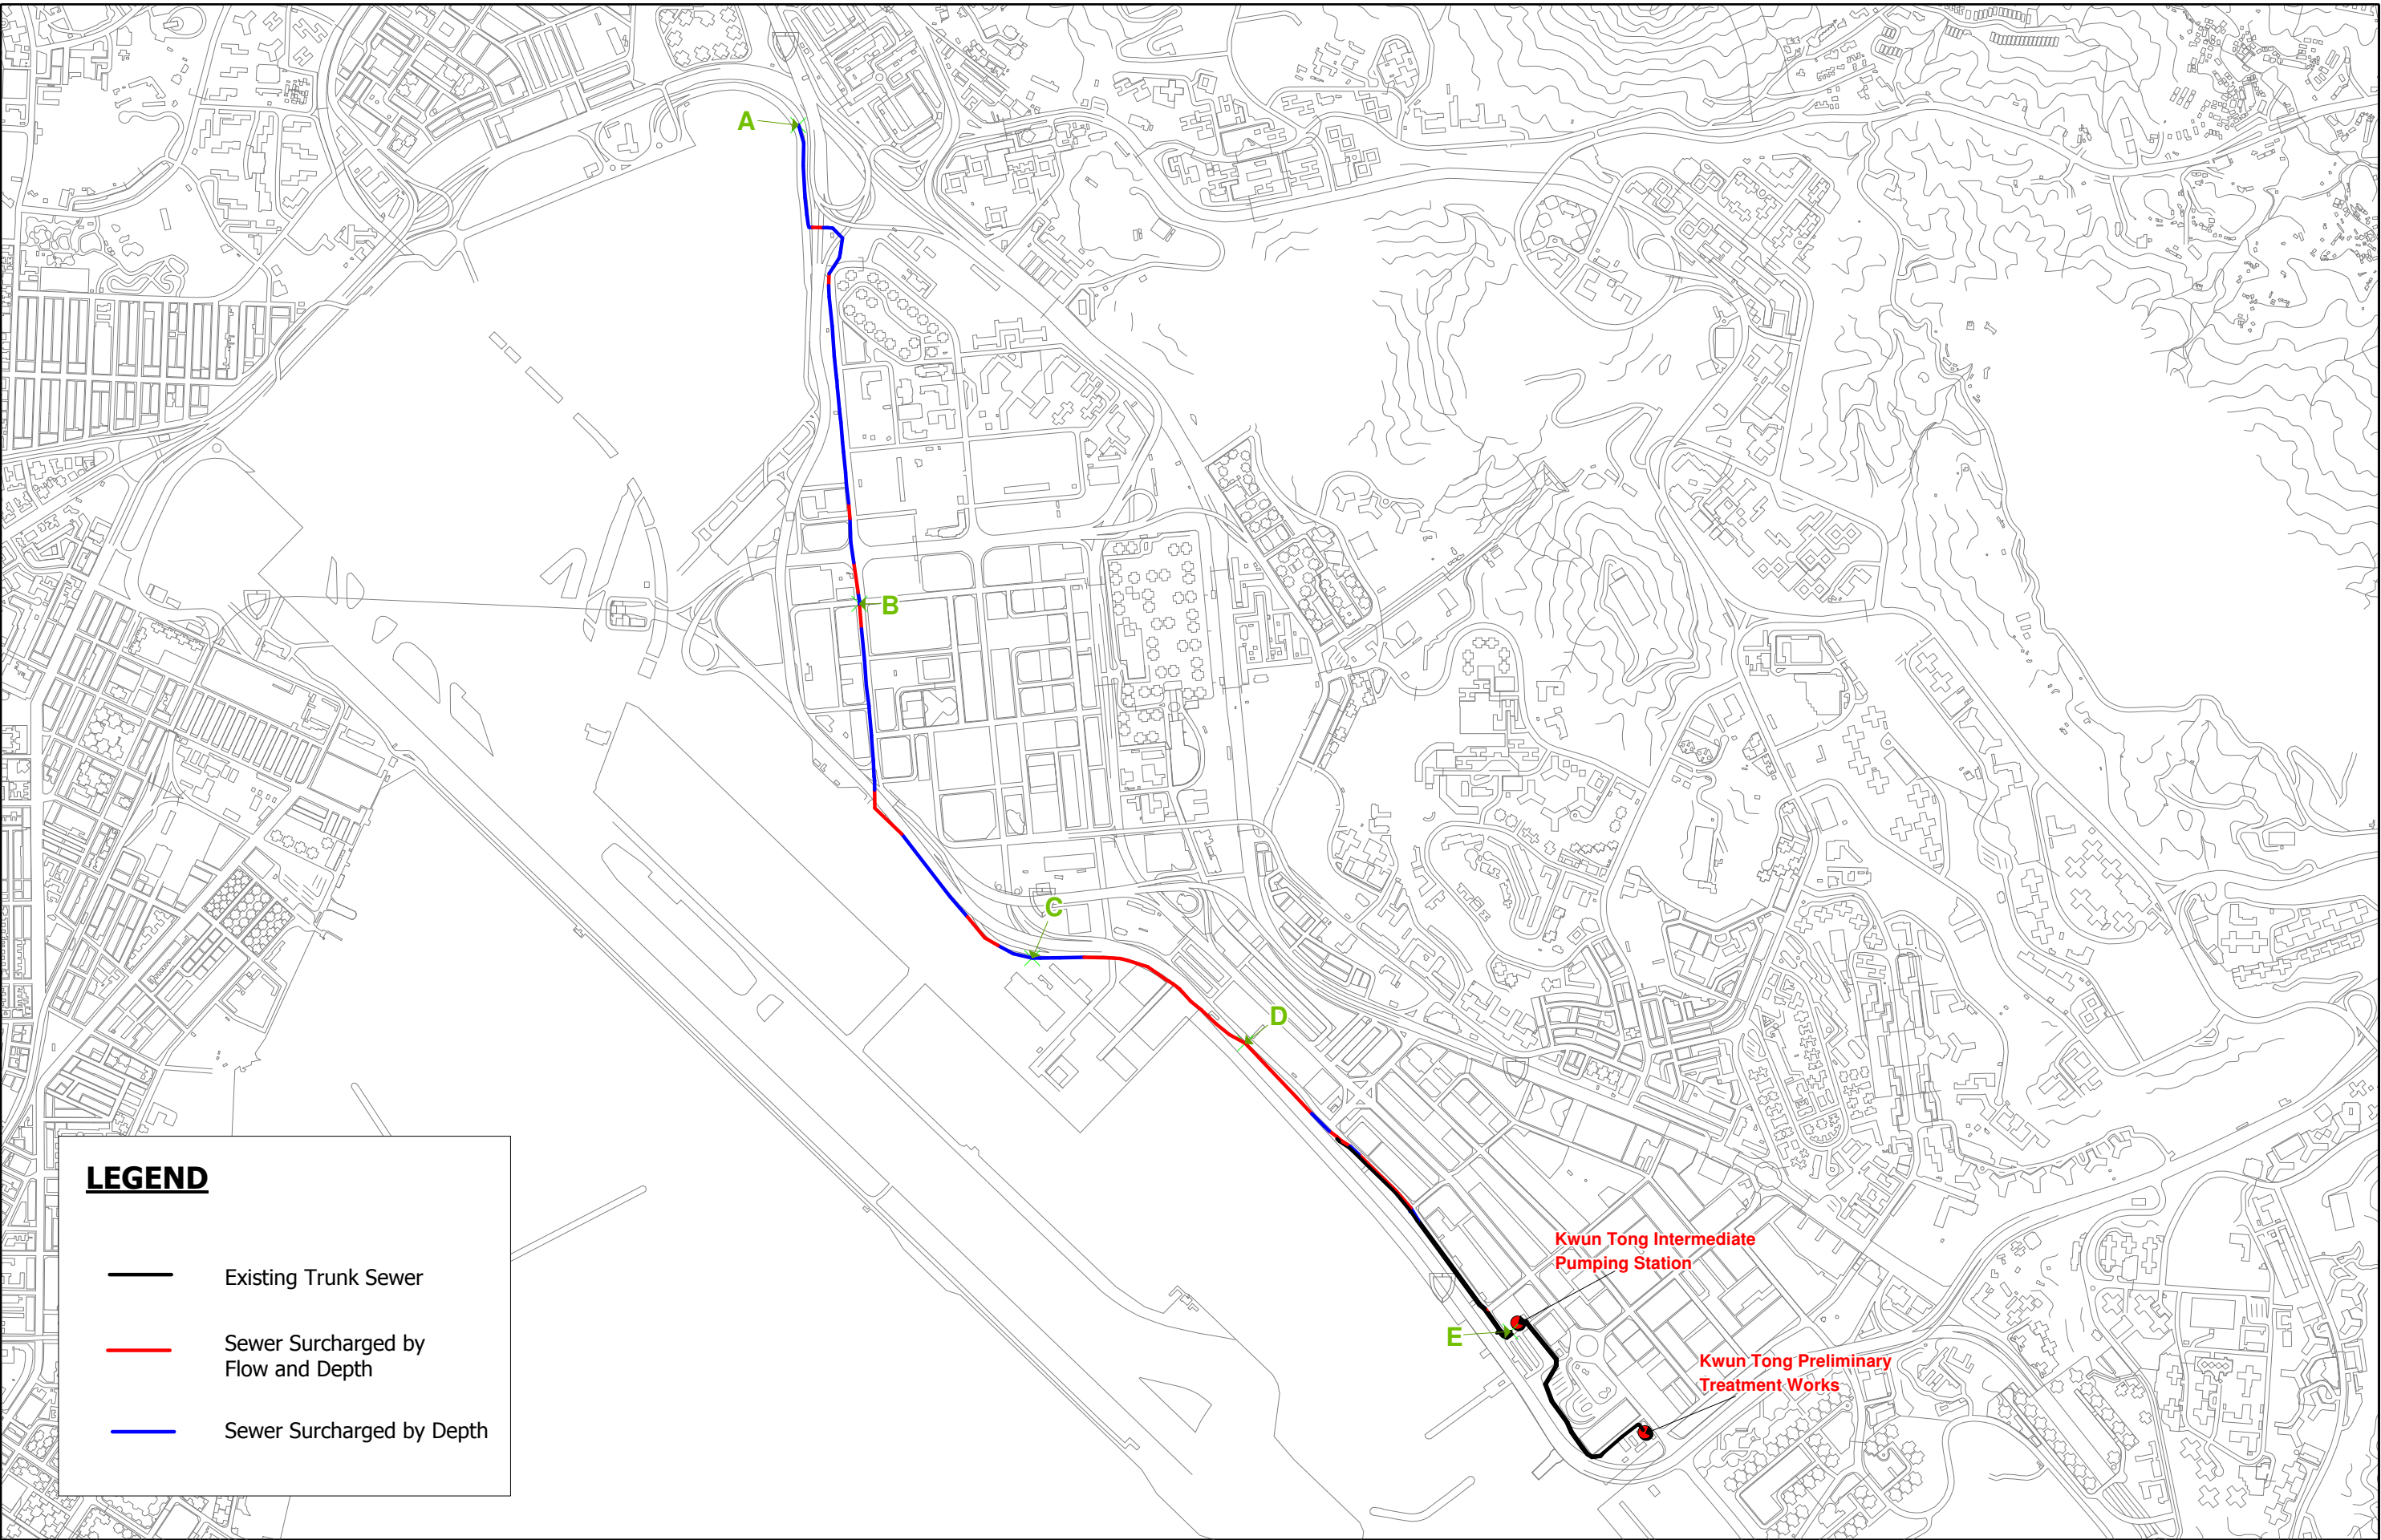 A
B
C
D
Kwun Tong Intermediate
Pumping Station
E
Kwun Tong Preliminary
Treatment Works
LEGEND
Existing Trunk Sewer
Sewer Surcharged by
Flow and Depth
Sewer Surcharged by Depth